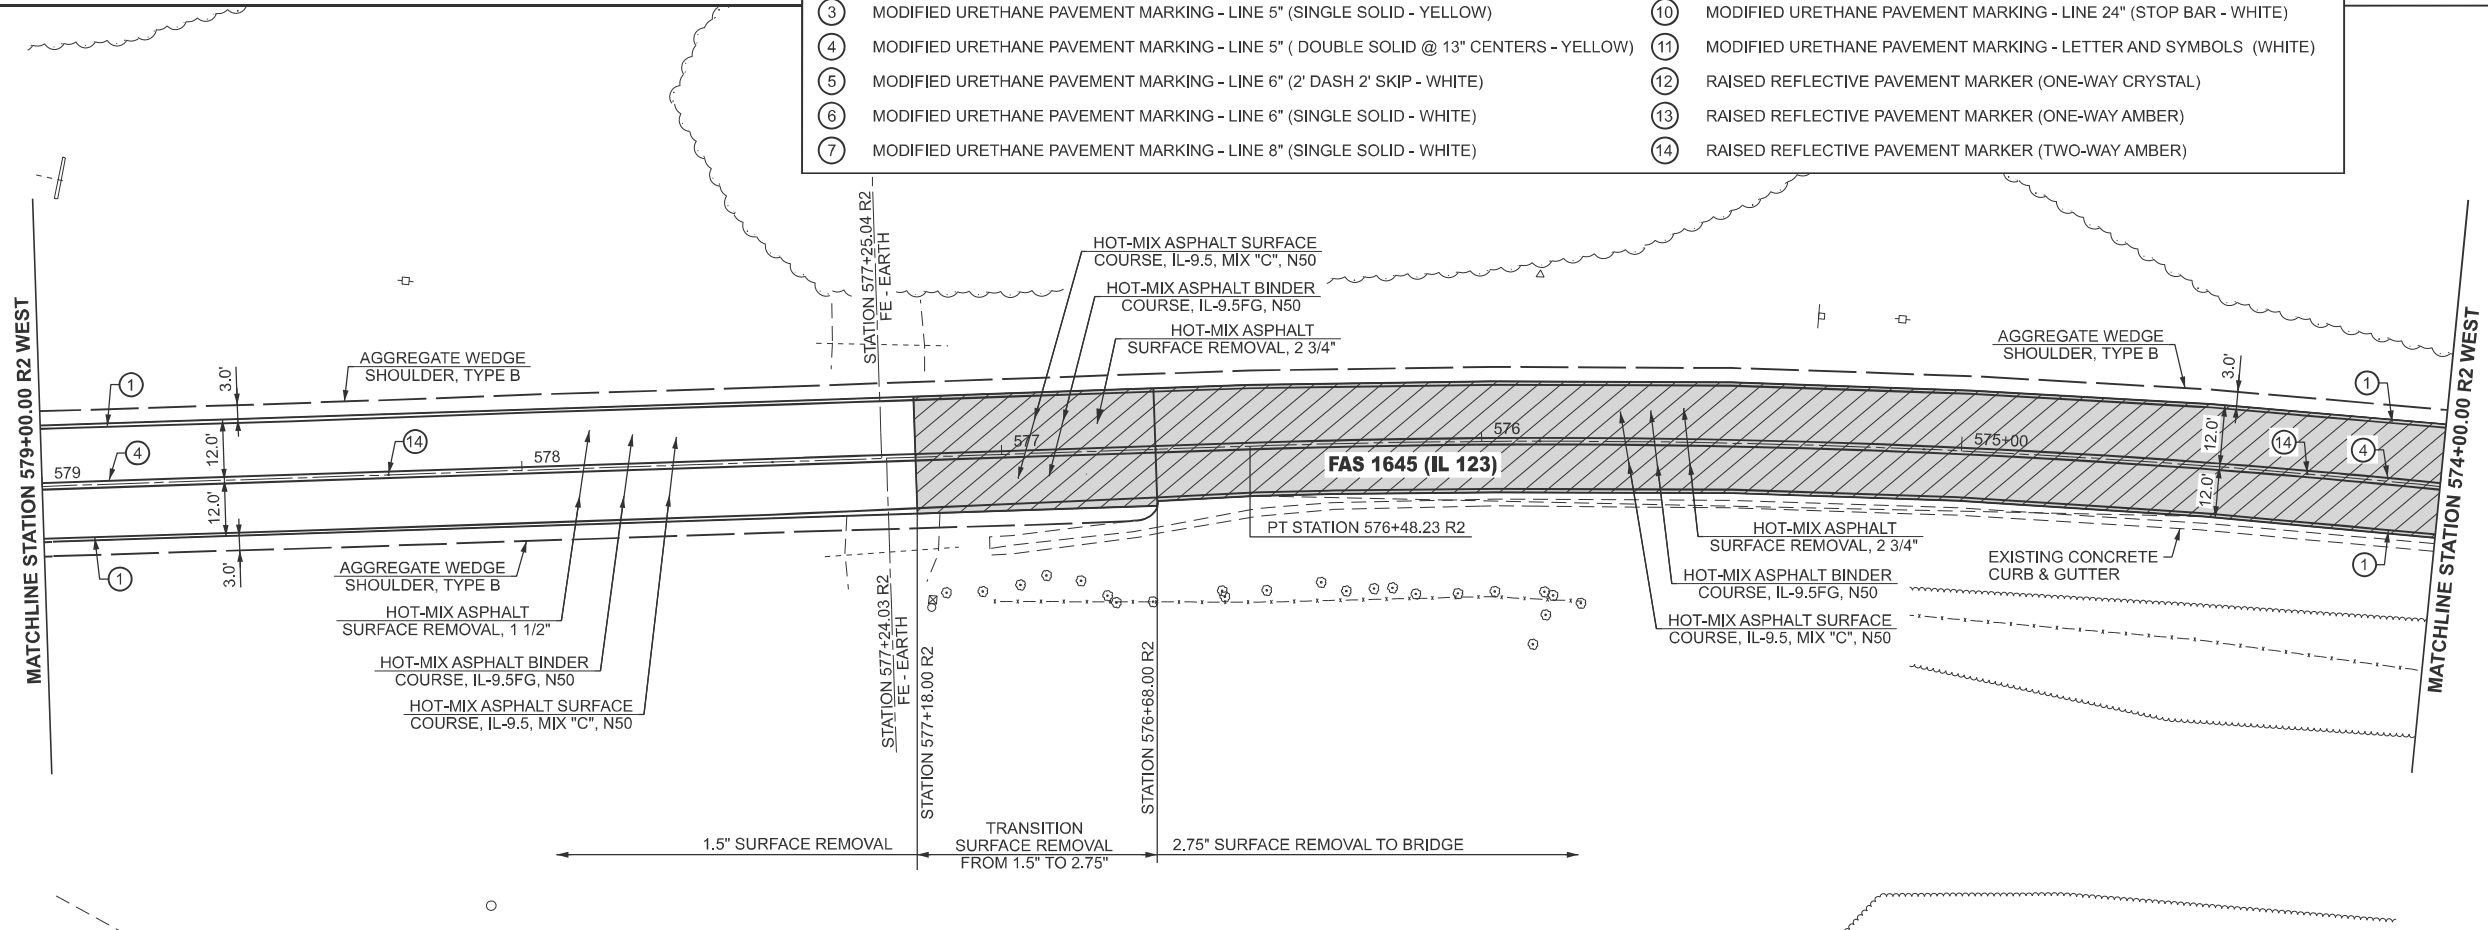 3 MODIFIED URETHANE PAVEMENT MARKING - LINE 5" (SINGLE SOLID - YELLOW)
4 MODIFIED URETHANE PAVEMENT MARKING - LINE 5" ( DOUBLE SOLID @ 13" CENTERS - YELLOW)
5 MODIFIED URETHANE PAVEMENT MARKING - LINE 6" (2' DASH 2' SKIP - WHITE)
6 MODIFIED URETHANE PAVEMENT MARKING - LINE 6" (SINGLE SOLID - WHITE)
7 MODIFIED URETHANE PAVEMENT MARKING - LINE 8" (SINGLE SOLID - WHITE)
10 MODIFIED URETHANE PAVEMENT MARKING - LINE 24" (STOP BAR - WHITE)
11 MODIFIED URETHANE PAVEMENT MARKING - LETTER AND SYMBOLS (WHITE)
12 RAISED REFLECTIVE PAVEMENT MARKER (ONE-WAY CRYSTAL)
13 RAISED REFLECTIVE PAVEMENT MARKER (ONE-WAY AMBER)
14 RAISED REFLECTIVE PAVEMENT MARKER (TWO-WAY AMBER)
MATCHLINE STATION 579+00.00 R2 WEST
AGGREGATE WEDGE
SHOULDER, TYPE B
1
3.0'
12.0'
4
14
579
578
12.0'
1
3.0'
AGGREGATE WEDGE
SHOULDER, TYPE B
HOT-MIX ASPHALT
SURFACE REMOVAL, 1 1/2"
HOT-MIX ASPHALT BINDER
COURSE, IL-9.5FG, N50
HOT-MIX ASPHALT SURFACE
COURSE, IL-9.5, MIX "C", N50
STATION 577+25.04 R2
FE - EARTH
HOT-MIX ASPHALT SURFACE
COURSE, IL-9.5, MIX "C", N50
HOT-MIX ASPHALT BINDER
COURSE, IL-9.5FG, N50
HOT-MIX ASPHALT
SURFACE REMOVAL, 2 3/4"
577
576
575+00
FAS 1645 (IL 123)
PT STATION 576+48.23 R2
STATION 577+24.03 R2
FE - EARTH
STATION 577+18.00 R2
STATION 576+68.00 R2
HOT-MIX ASPHALT
SURFACE REMOVAL, 2 3/4"
HOT-MIX ASPHALT BINDER
COURSE, IL-9.5FG, N50
HOT-MIX ASPHALT SURFACE
COURSE, IL-9.5, MIX "C", N50
AGGREGATE WEDGE
SHOULDER, TYPE B
3.0'
1
12.0'
14
4
12.0'
EXISTING CONCRETE
CURB & GUTTER
1
MATCHLINE STATION 574+00.00 R2 WEST
1.5" SURFACE REMOVAL
TRANSITION
SURFACE REMOVAL
FROM 1.5" TO 2.75"
2.75" SURFACE REMOVAL TO BRIDGE